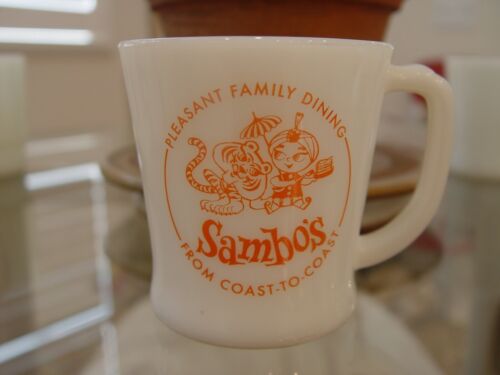 PLEASANT FAMILY DINING
Sambo's
FROM COAST-TO-COAST